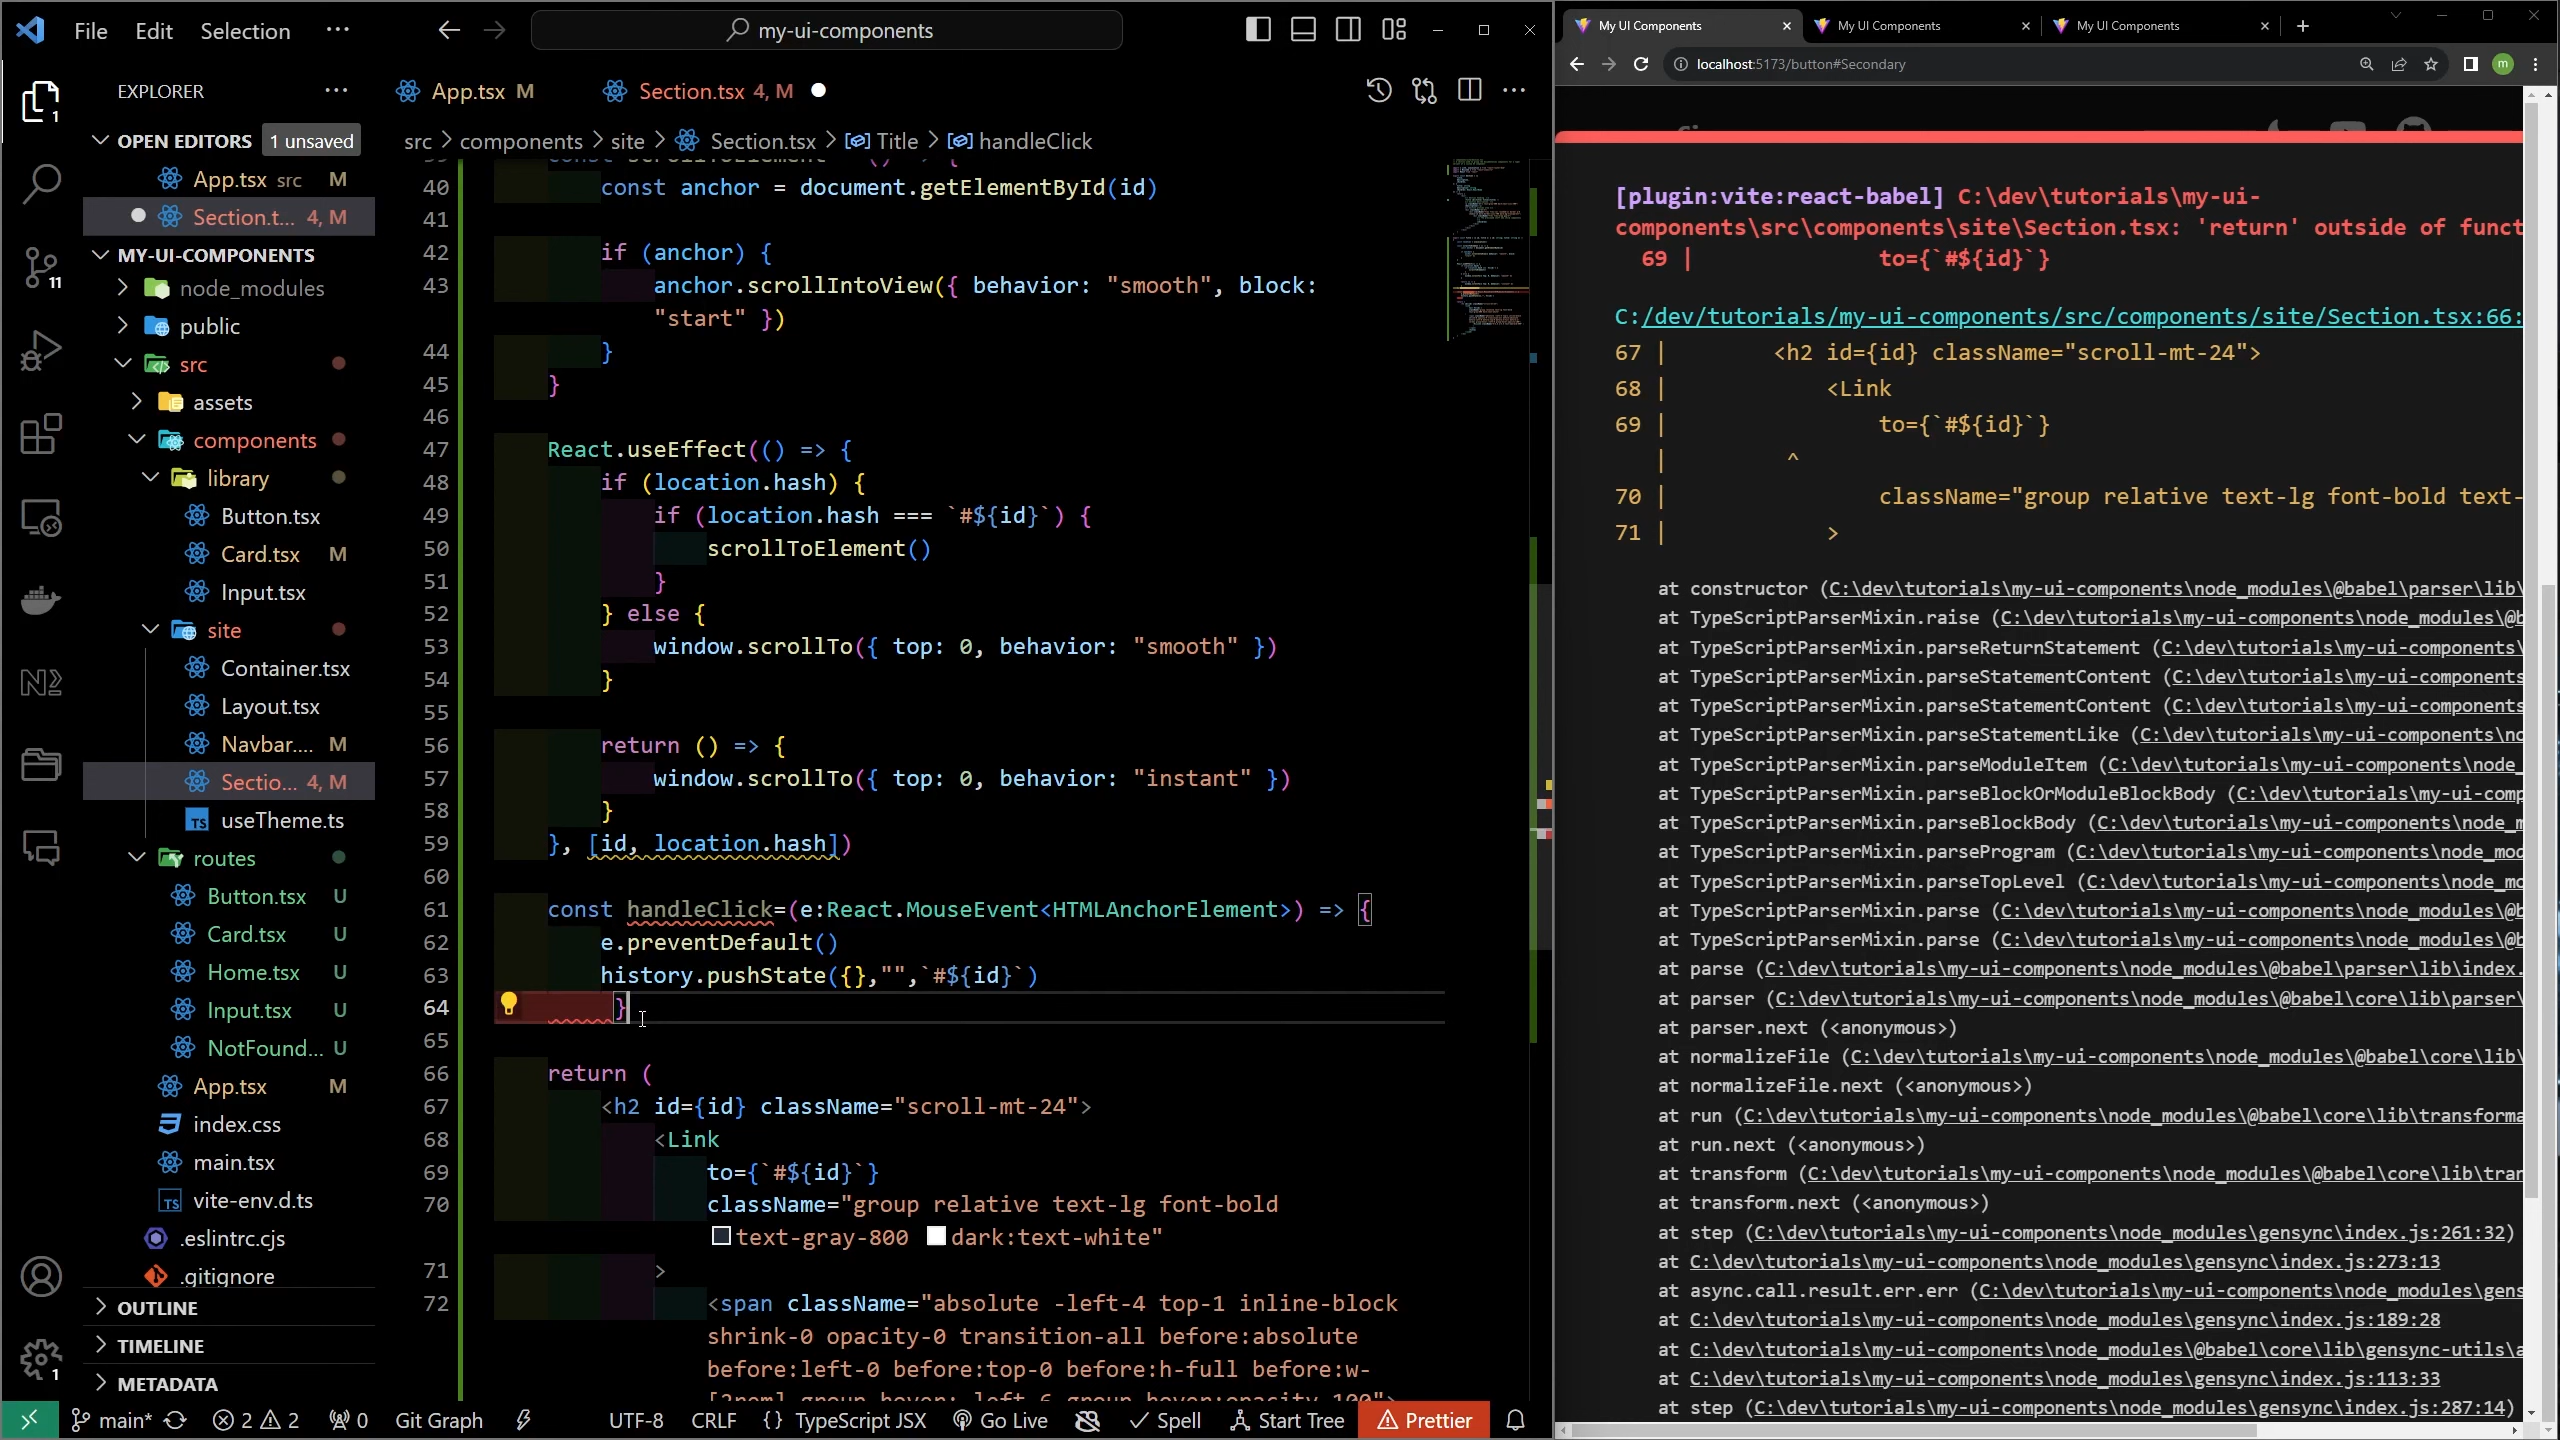 File Edit Selection ···
my-ui-components
EXPLORER
OPEN EDITORS 1 unsaved
App.tsx src M
Section.t... 4, M
MY-UI-COMPONENTS
node_modules
public
src
assets
components
library
Button.tsx
Card.tsx M
Input.tsx
site
Container.tsx
Layout.tsx
Navbar.... M
Sectio... 4, M
useTheme.ts
routes
Button.tsx U
Card.tsx U
Home.tsx U
Input.tsx U
NotFound... U
App.tsx M
index.css
main.tsx
vite-env.d.ts
.eslintrc.cjs
.gitignore
OUTLINE
TIMELINE
METADATA
App.tsx M
Section.tsx 4, M
src > components > site > Section.tsx > Title > handleClick
40 const anchor = document.getElementById(id)
41
42 if (anchor) {
43 anchor.scrollIntoView({ behavior: "smooth", block:
"start" })
44 }
45 }
46
47 React.useEffect(() => {
48 if (location.hash) {
49 if (location.hash === `#${id}`) {
50 scrollToElement()
51 }
52 } else {
53 window.scrollTo({ top: 0, behavior: "smooth" })
54 }
55
56 return () => {
57 window.scrollTo({ top: 0, behavior: "instant" })
58 }
59 }, [id, location.hash])
60
61 const handleClick=(e:React.MouseEvent<HTMLAnchorElement>) => {
62 e.preventDefault()
63 history.pushState({},"",`#${id}`)
64 }
65
66 return (
67 <h2 id={id} className="scroll-mt-24">
68 <Link
69 to={`#${id}`}
70 className="group relative text-lg font-bold
text-gray-800 dark:text-white"
71 >
72 <span className="absolute -left-4 top-1 inline-block
shrink-0 opacity-0 transition-all before:absolute
before:left-0 before:top-0 before:h-full before:w-
main* 2 2 0 Git Graph UTF-8 CRLF {} TypeScript JSX Go Live Spell Start Tree Prettier
11
1
1
My UI Components
My UI Components
My UI Components
localhost:5173/button#Secondary
m
[plugin:vite:react-babel] C:\dev\tutorials\my-ui-
components\src\components\site\Section.tsx: 'return' outside of funct
69 | to={`#${id}`}
C:/dev/tutorials/my-ui-components/src/components/site/Section.tsx:66:
67 | <h2 id={id} className="scroll-mt-24">
68 | <Link
69 | to={`#${id}`}
| ^
70 | className="group relative text-lg font-bold text-
71 | >
at constructor (C:\dev\tutorials\my-ui-components\node_modules\@babel\parser\lib\
at TypeScriptParserMixin.raise (C:\dev\tutorials\my-ui-components\node_modules\@b
at TypeScriptParserMixin.parseReturnStatement (C:\dev\tutorials\my-ui-components\
at TypeScriptParserMixin.parseStatementContent (C:\dev\tutorials\my-ui-components
at TypeScriptParserMixin.parseStatementContent (C:\dev\tutorials\my-ui-components
at TypeScriptParserMixin.parseStatementLike (C:\dev\tutorials\my-ui-components\no
at TypeScriptParserMixin.parseModuleItem (C:\dev\tutorials\my-ui-components\node_
at TypeScriptParserMixin.parseBlockOrModuleBlockBody (C:\dev\tutorials\my-ui-comp
at TypeScriptParserMixin.parseBlockBody (C:\dev\tutorials\my-ui-components\node_m
at TypeScriptParserMixin.parseProgram (C:\dev\tutorials\my-ui-components\node_mod
at TypeScriptParserMixin.parseTopLevel (C:\dev\tutorials\my-ui-components\node_mo
at TypeScriptParserMixin.parse (C:\dev\tutorials\my-ui-components\node_modules\@b
at TypeScriptParserMixin.parse (C:\dev\tutorials\my-ui-components\node_modules\@b
at parse (C:\dev\tutorials\my-ui-components\node_modules\@babel\parser\lib\index.
at parser (C:\dev\tutorials\my-ui-components\node_modules\@babel\core\lib\parser\
at parser.next (<anonymous>)
at normalizeFile (C:\dev\tutorials\my-ui-components\node_modules\@babel\core\lib\
at normalizeFile.next (<anonymous>)
at run (C:\dev\tutorials\my-ui-components\node_modules\@babel\core\lib\transforma
at run.next (<anonymous>)
at transform (C:\dev\tutorials\my-ui-components\node_modules\@babel\core\lib\tran
at transform.next (<anonymous>)
at step (C:\dev\tutorials\my-ui-components\node_modules\gensync\index.js:261:32)
at C:\dev\tutorials\my-ui-components\node_modules\gensync\index.js:273:13
at async.call.result.err.err (C:\dev\tutorials\my-ui-components\node_modules\gens
at C:\dev\tutorials\my-ui-components\node_modules\gensync\index.js:189:28
at C:\dev\tutorials\my-ui-components\node_modules\@babel\core\lib\gensync-utils\a
at C:\dev\tutorials\my-ui-components\node_modules\gensync\index.js:113:33
at step (C:\dev\tutorials\my-ui-components\node_modules\gensync\index.js:287:14)